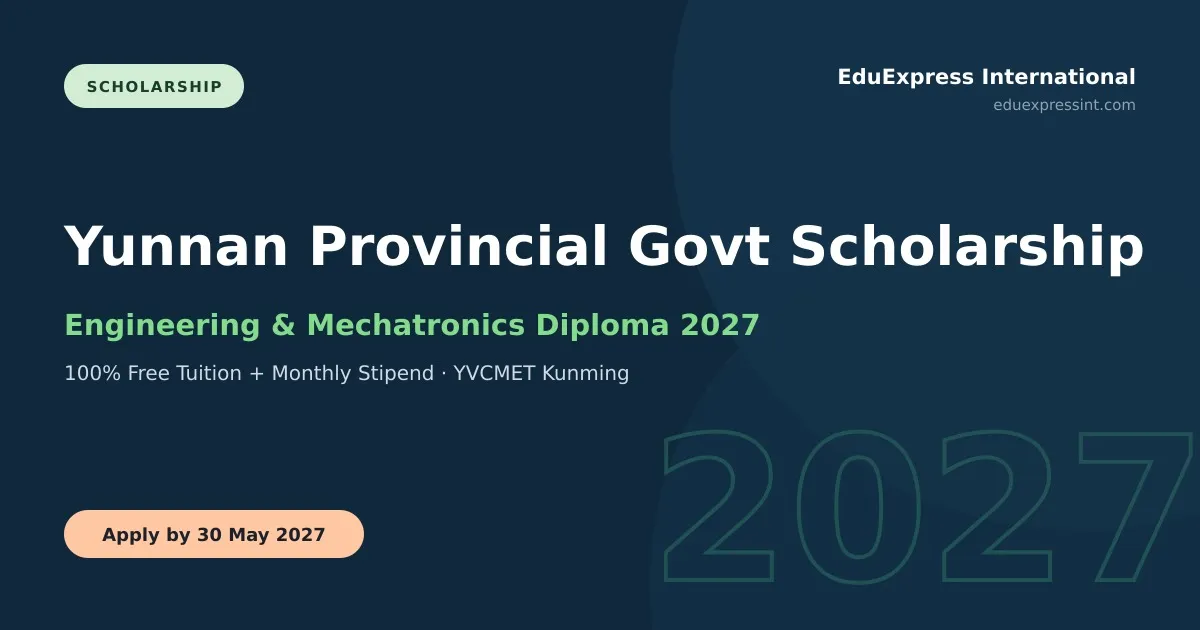 SCHOLARSHIP
EduExpress International
eduexpressint.com
Yunnan Provincial Govt Scholarship
Engineering & Mechatronics Diploma 2027
100% Free Tuition + Monthly Stipend · YVCMET Kunming
2027
Apply by 30 May 2027